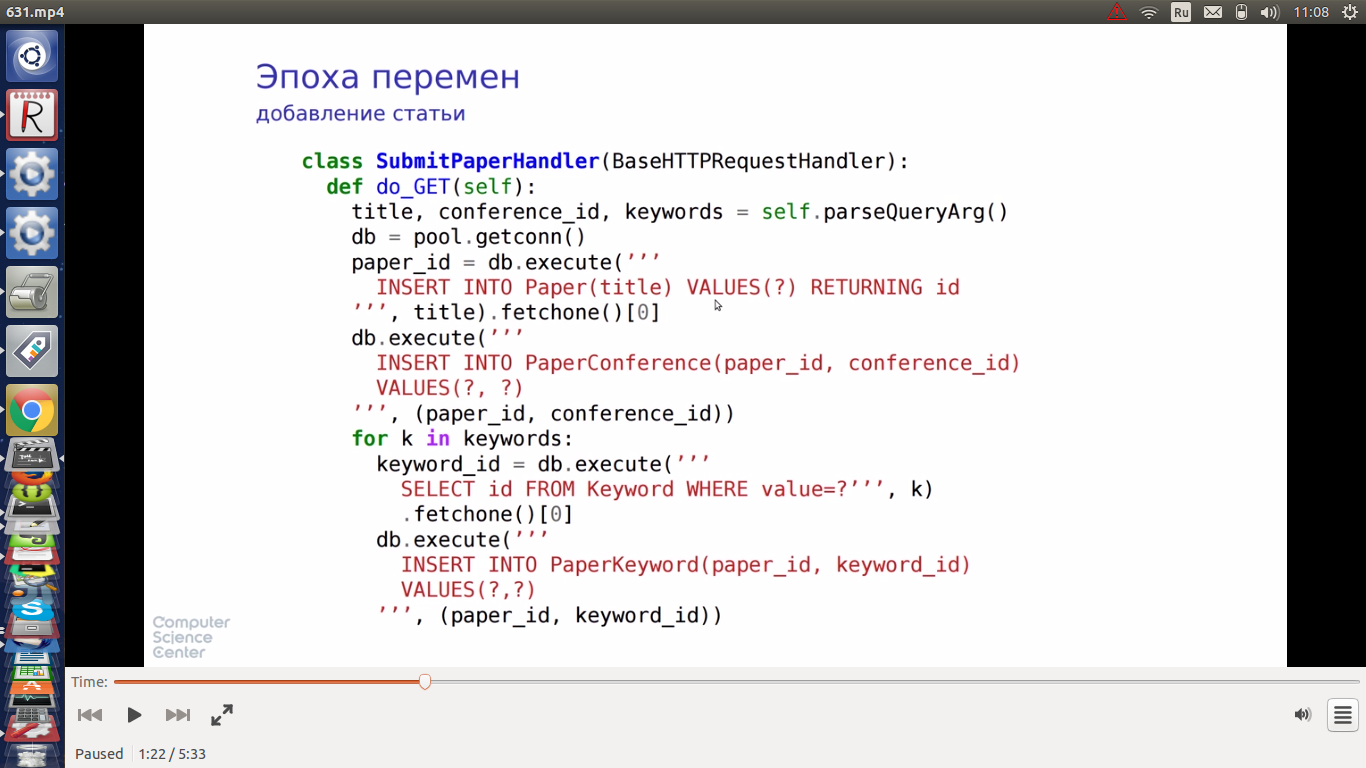 631.mp4
Ru
11:08
Эпоха перемен
добавление статьи
class SubmitPaperHandler(BaseHTTPRequestHandler):
def do_GET(self):
title, conference_id, keywords = self.parseQueryArg()
db = pool.getconn()
paper_id = db.execute('''
INSERT INTO Paper(title) VALUES(?) RETURNING id
''', title).fetchone()[0]
db.execute('''
INSERT INTO PaperConference(paper_id, conference_id)
VALUES(?, ?)
''', (paper_id, conference_id))
for k in keywords:
keyword_id = db.execute('''
SELECT id FROM Keyword WHERE value=?''', k)
.fetchone()[0]
db.execute('''
INSERT INTO PaperKeyword(paper_id, keyword_id)
VALUES(?,?)
''', (paper_id, keyword_id))
Computer
Science
Center
Time:
Paused 1:22 / 5:33